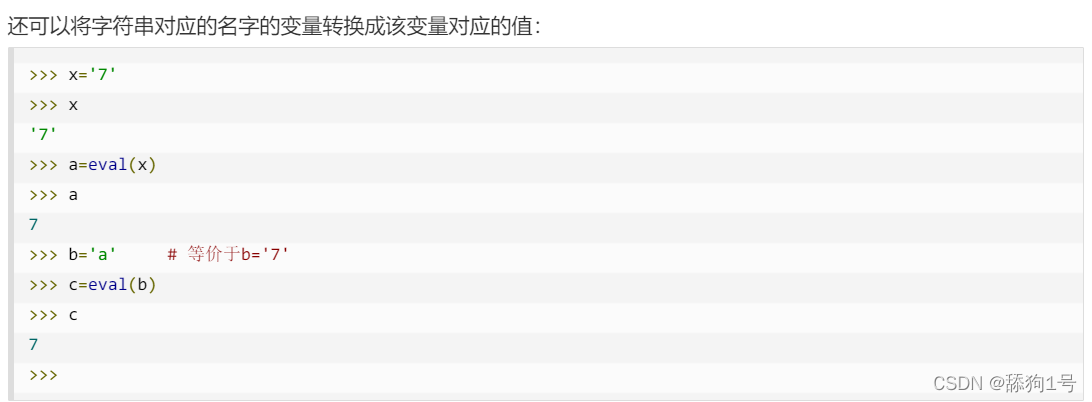 还可以将字符串对应的名字的变量转换成该变量对应的值:
>>> x='7'
>>> x
'7'
>>> a=eval(x)
>>> a
7
>>> b='a'     # 等价于b='7'
>>> c=eval(b)
>>> c
7
>>>
CSDN @舔狗1号